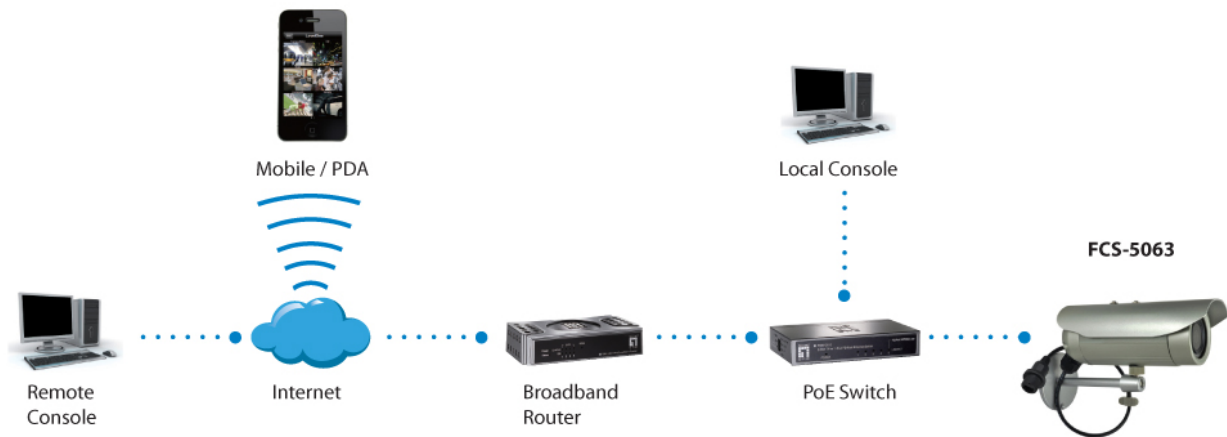 Mobile / PDA
Local Console
FCS-5063
Remote
Console
Internet
Broadband
Router
PoE Switch